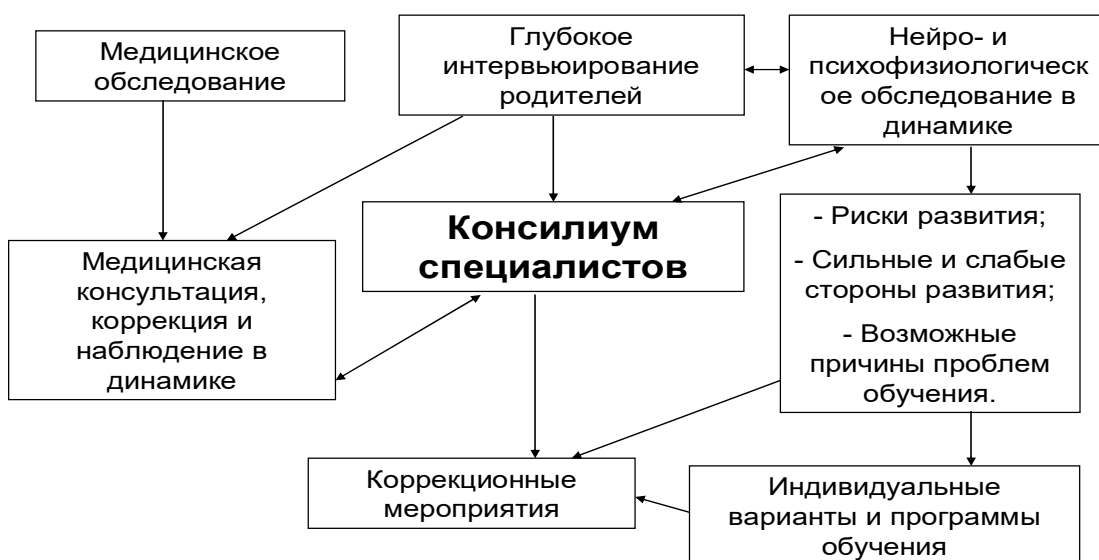 Медицинское
обследование
Глубокое
интервьюирование
родителей
Нейро- и
психофизиологическ
ое обследование в
динамике
Консилиум
специалистов
- Риски развития;
- Сильные и слабые
стороны развития;
- Возможные
причины проблем
обучения.
Медицинская
консультация,
коррекция и
наблюдение в
динамике
Коррекционные
мероприятия
Индивидуальные
варианты и программы
обучения